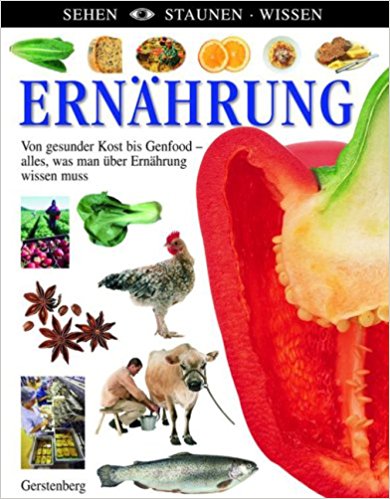 SEHEN STAUNEN · WISSEN
ERNÄHRUNG
Von gesunder Kost bis Genfood –
alles, was man über Ernährung
wissen muss
Gerstenberg